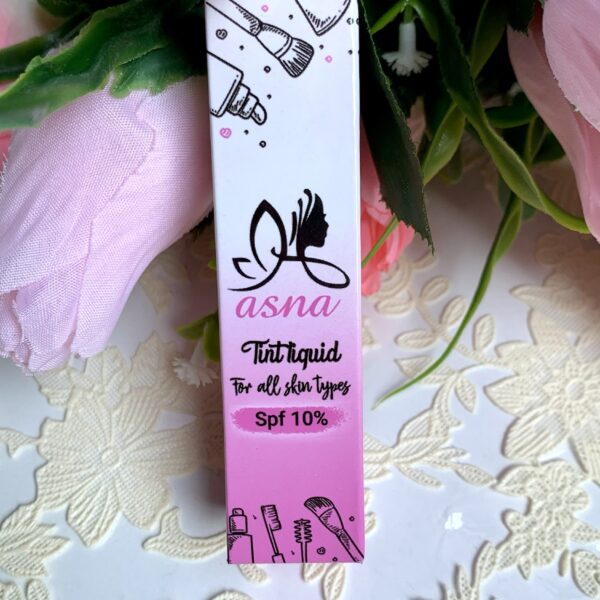 asna
Tint liquid
For all skin types
Spf 10%